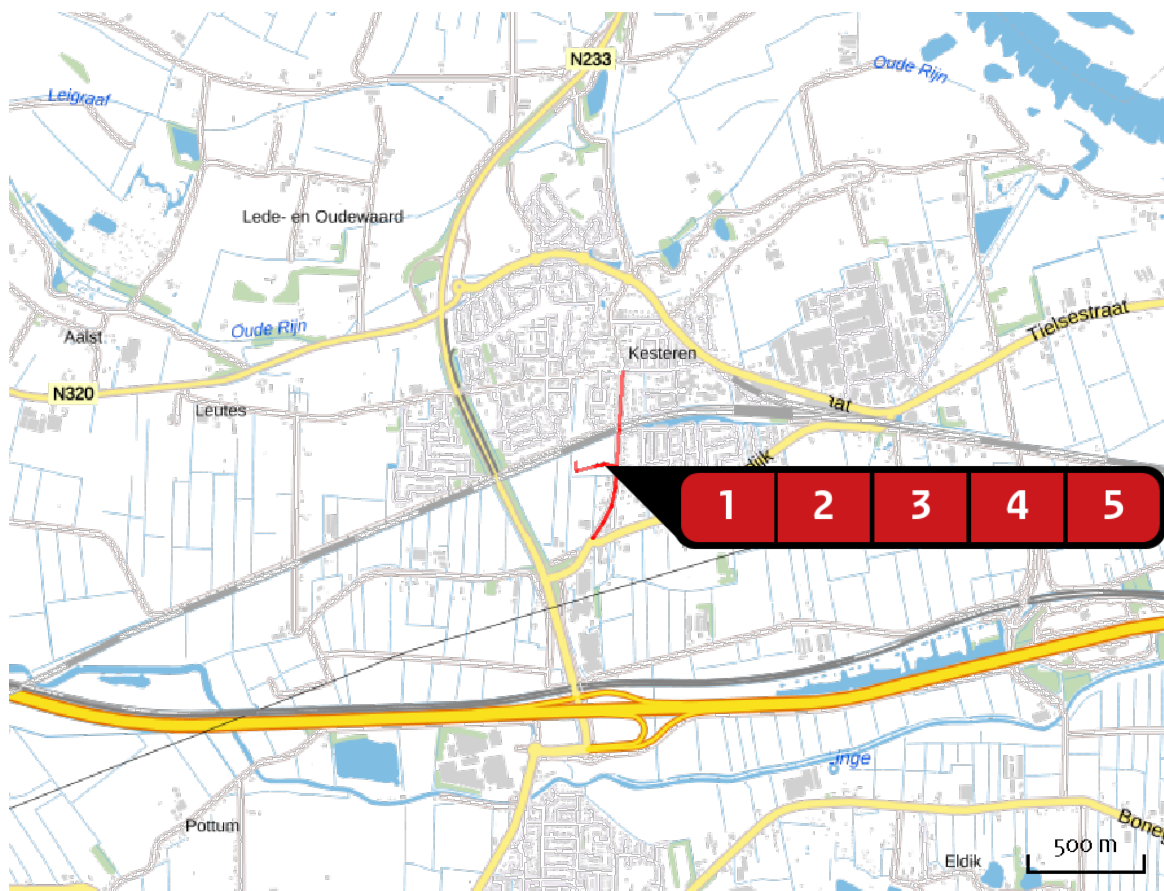 N233
Oude Rijn
Leigraaf
Lede- en Oudewaard
Oude Rijn
Tielsestraat
Aalst
Kesteren
N320
Leutes
1 2 3 4 5
Pottum
Eldik
500 m